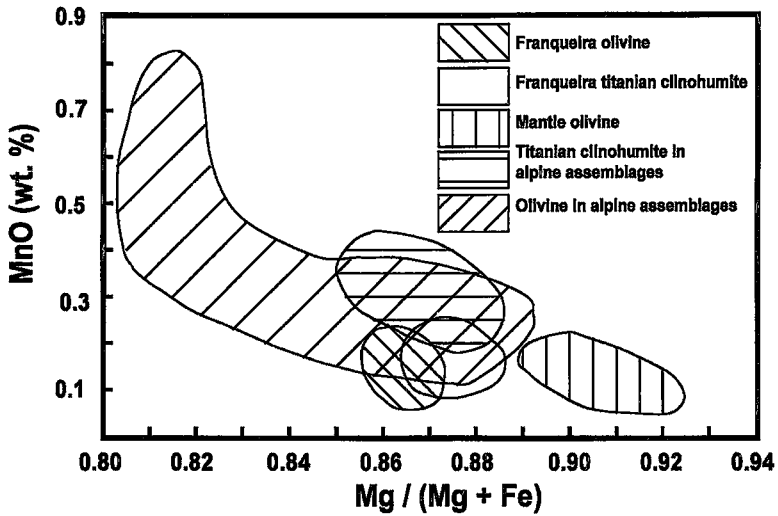 0.9
0.7
0.5
0.3
0.1
MnO (wt. %)
Franqueira olivine
Franqueira titanian clinohumite
Mantle olivine
Titanian clinohumite in
alpine assemblages
Olivine in alpine assemblages
0.80 0.82 0.84 0.86 0.88 0.90 0.92 0.94
Mg / (Mg + Fe)